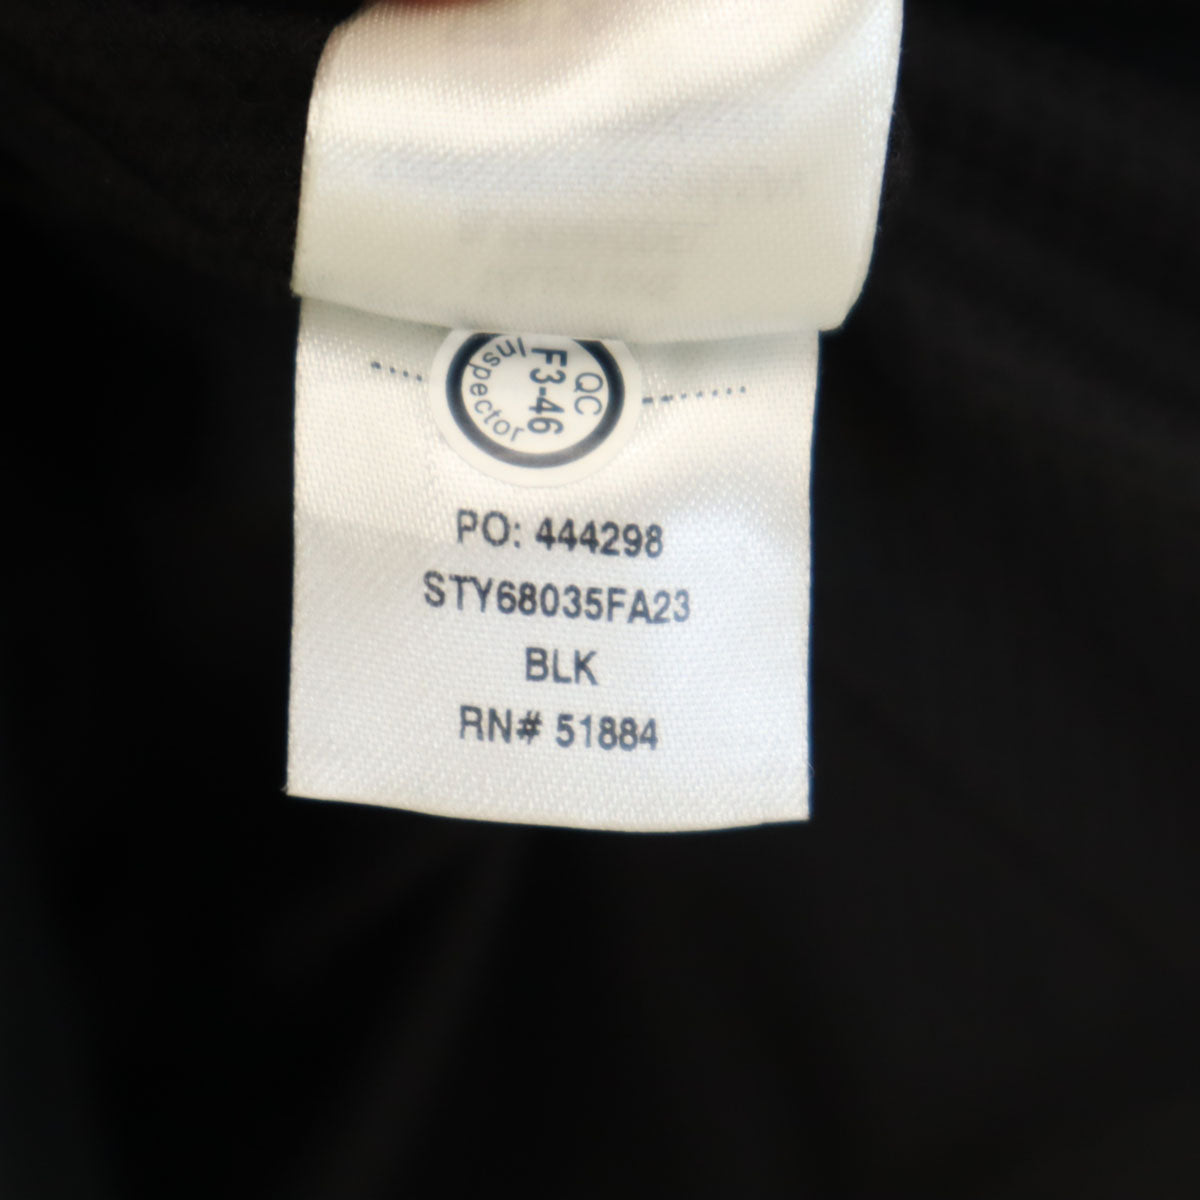 QC
F3-46
Inspector
PO: 444298
STY68035FA23
BLK
RN# 51884